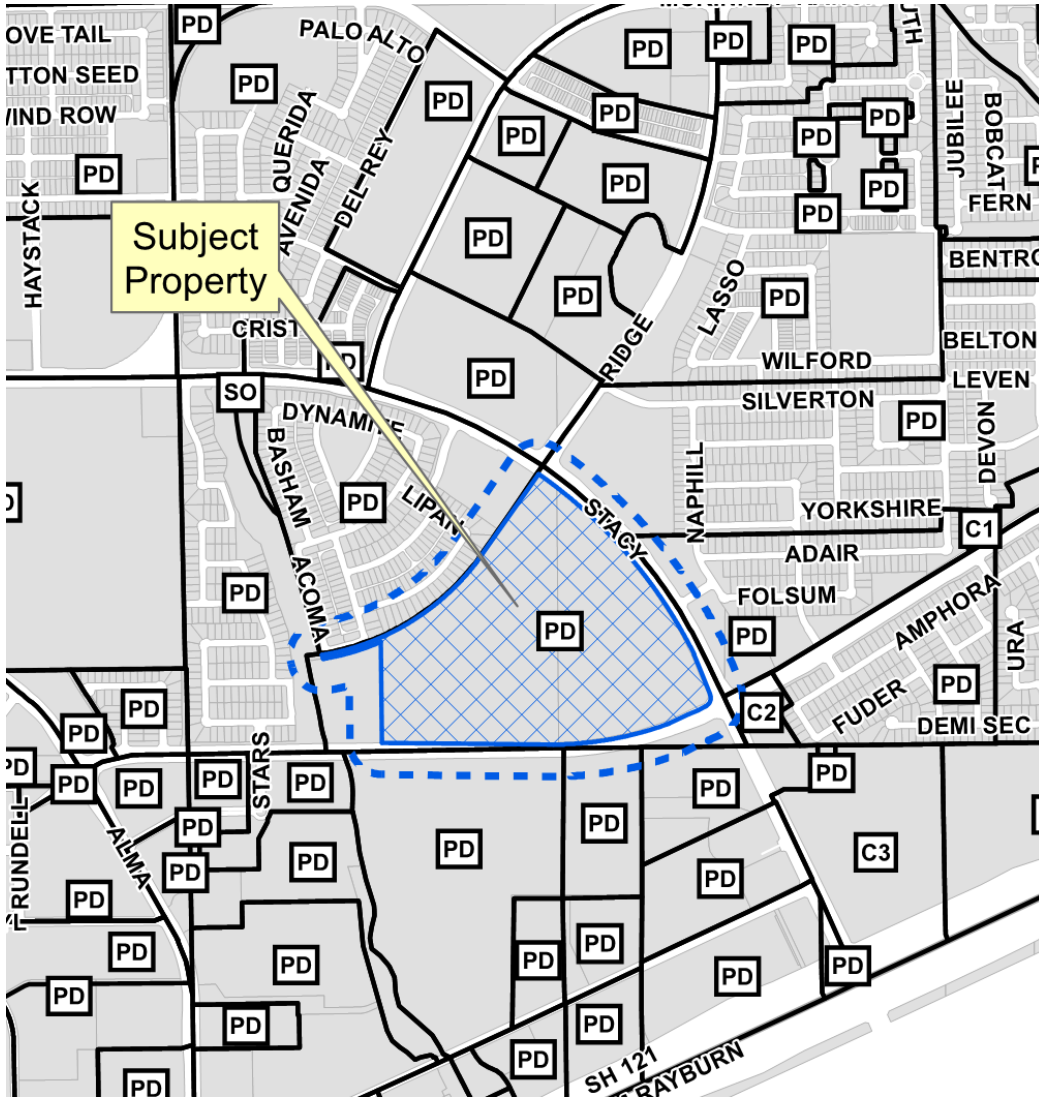 PD
PALO ALTO
OVE TAIL
TTON SEED
WIND ROW
PD
PD
PD
PD
PD
PD
PD
PD
PD
PD
PD
PD
PD
PD
JUBILEE
BOBCAT
FERN
QUERIDA
AVENIDA
DEL REY
HAYSTACK
Subject
Property
PD
PD
LASSO
PD
BENTRO
CRIST
PD
RIDGE
WILFORD
BELTON
LEVEN
SO
PD
SILVERTON
PD
DEVON
DYNAMITE
BASHAM
LIPAN
PD
STACY
NAPHILL
YORKSHIRE
C1
ADAIR
ACOMA
FOLSUM
AMPHORA
PD
PD
PD
URA
PD
C2
FUDER
DEMI SEC
PD
PD
PD
PD
PD
PD
STARS
PD
PD
PD
PD
RUNDELL
ALMA
PD
PD
PD
PD
PD
C3
PD
PD
PD
PD
PD
PD
PD
PD
PD
PD
PD
PD
PD
SH 121
RAYBURN